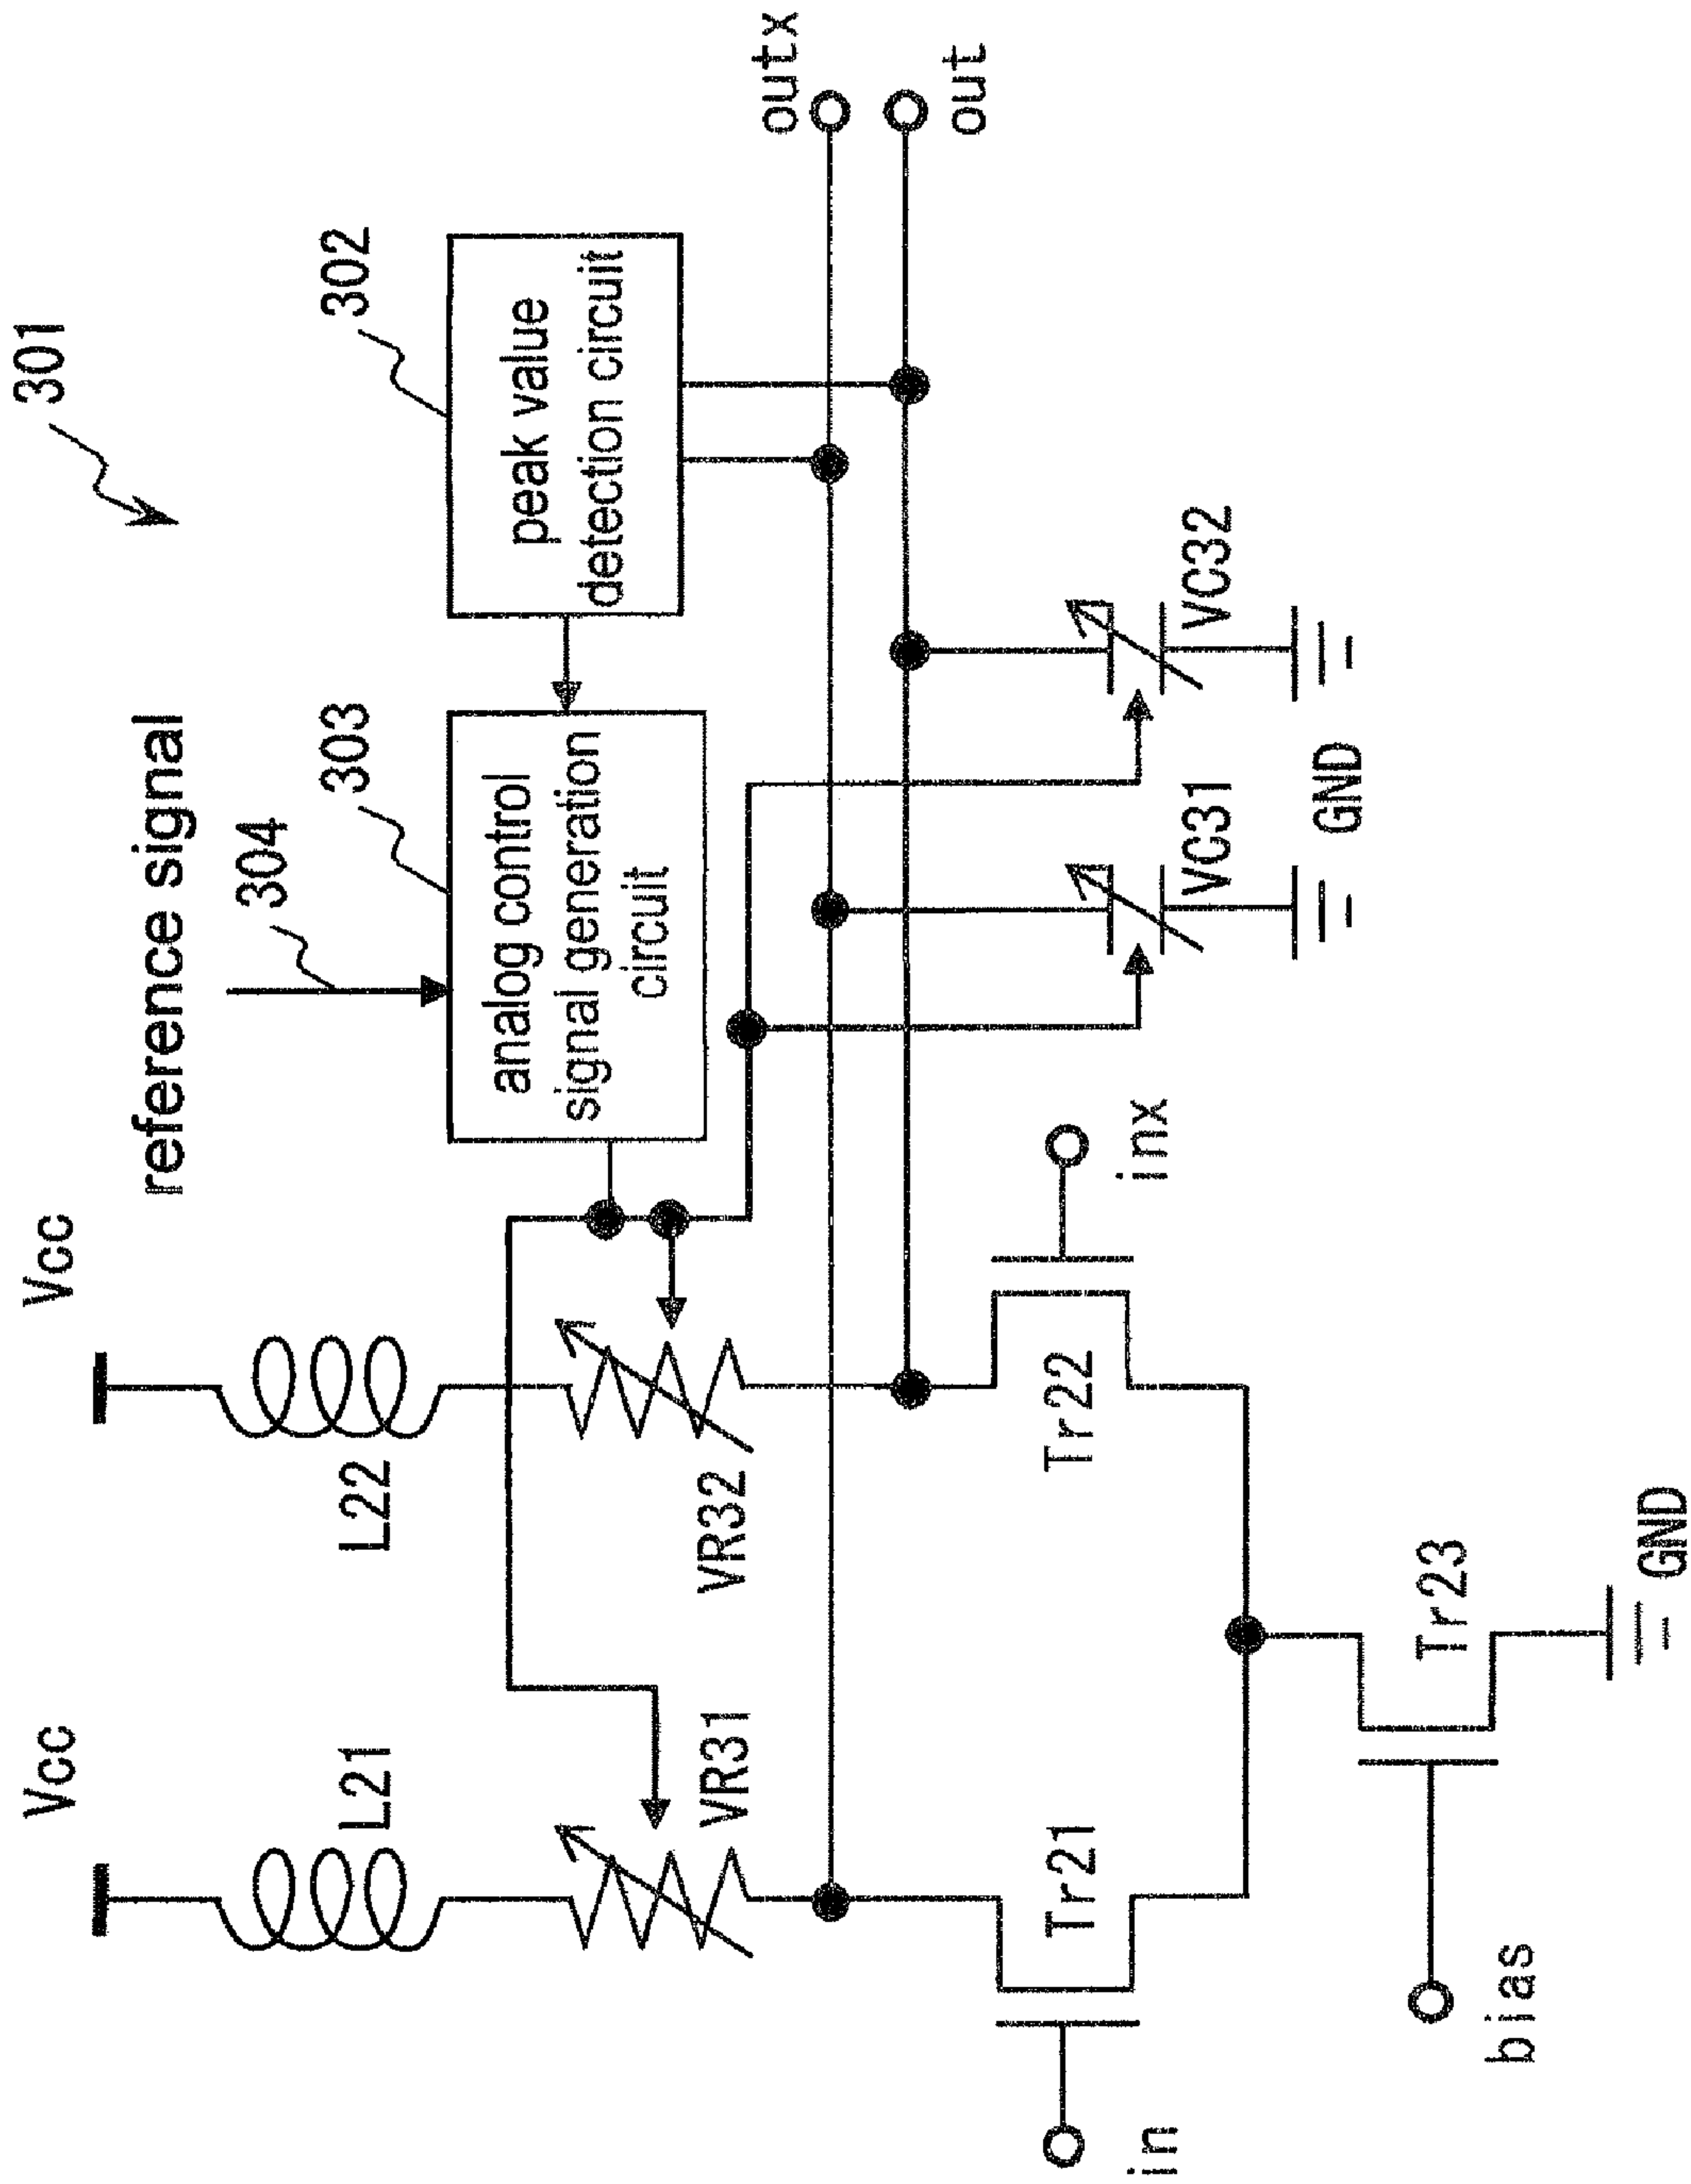 301
Vcc
Vcc
reference signal
304
303
302
L21
L22
analog control
signal generation
circuit
peak value
detection circuit
VR31
VR32
outx
out
in
Tr21
Tr22
inx
VC31
VC32
GND
bias
Tr23
GND